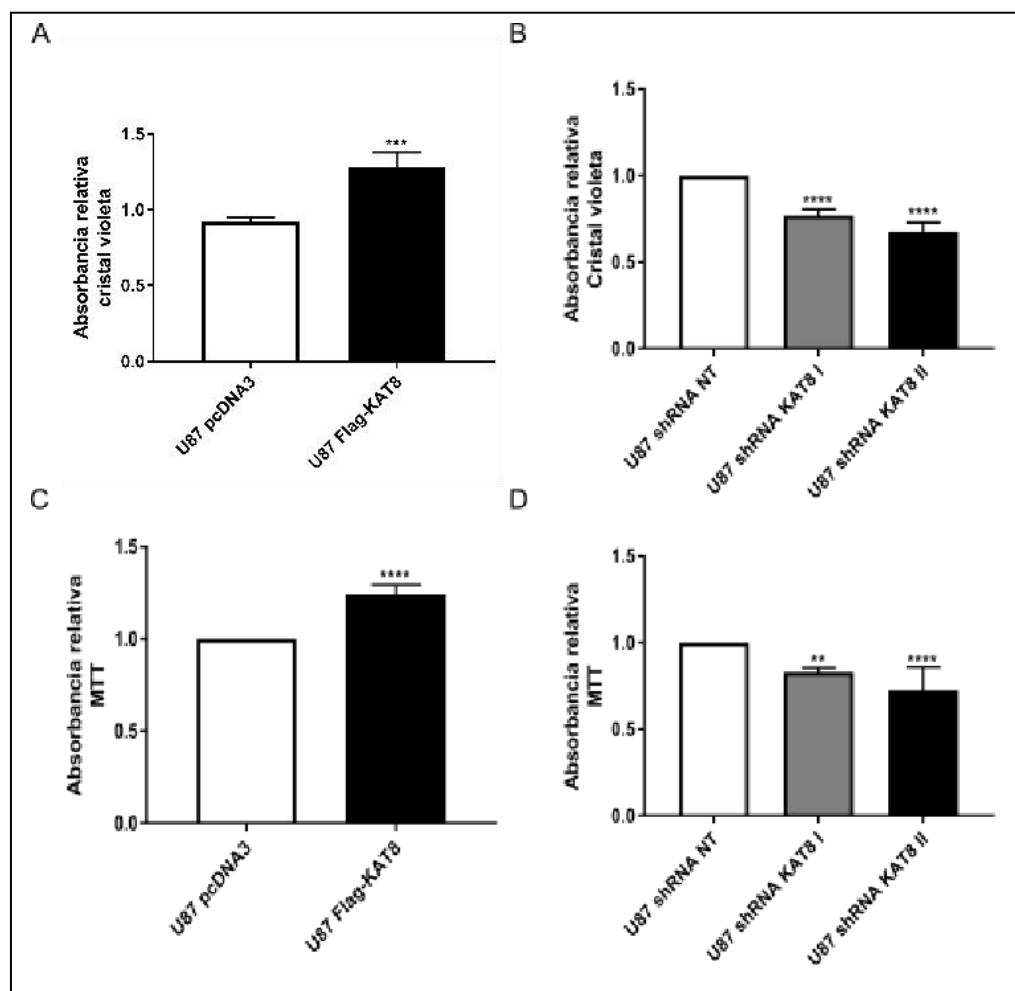 A
Absorbancia relativa
cristal violeta
1.5
1.0
0.5
0.0
***
U87 pcDNA3
U87 Flag-KAT8
B
Absorbancia relativa
Cristal violeta
1.5
1.0
0.5
0.0
****
****
U87 shRNA NT
U87 shRNA KAT8 I
U87 shRNA KAT8 II
C
Absorbancia relativa
MTT
1.5
1.0
0.5
0.0
****
U87 pcDNA3
U87 Flag-KAT8
D
Absorbancia relativa
MTT
1.5
1.0
0.5
0.0
**
****
U87 shRNA NT
U87 shRNA KAT8 I
U87 shRNA KAT8 II